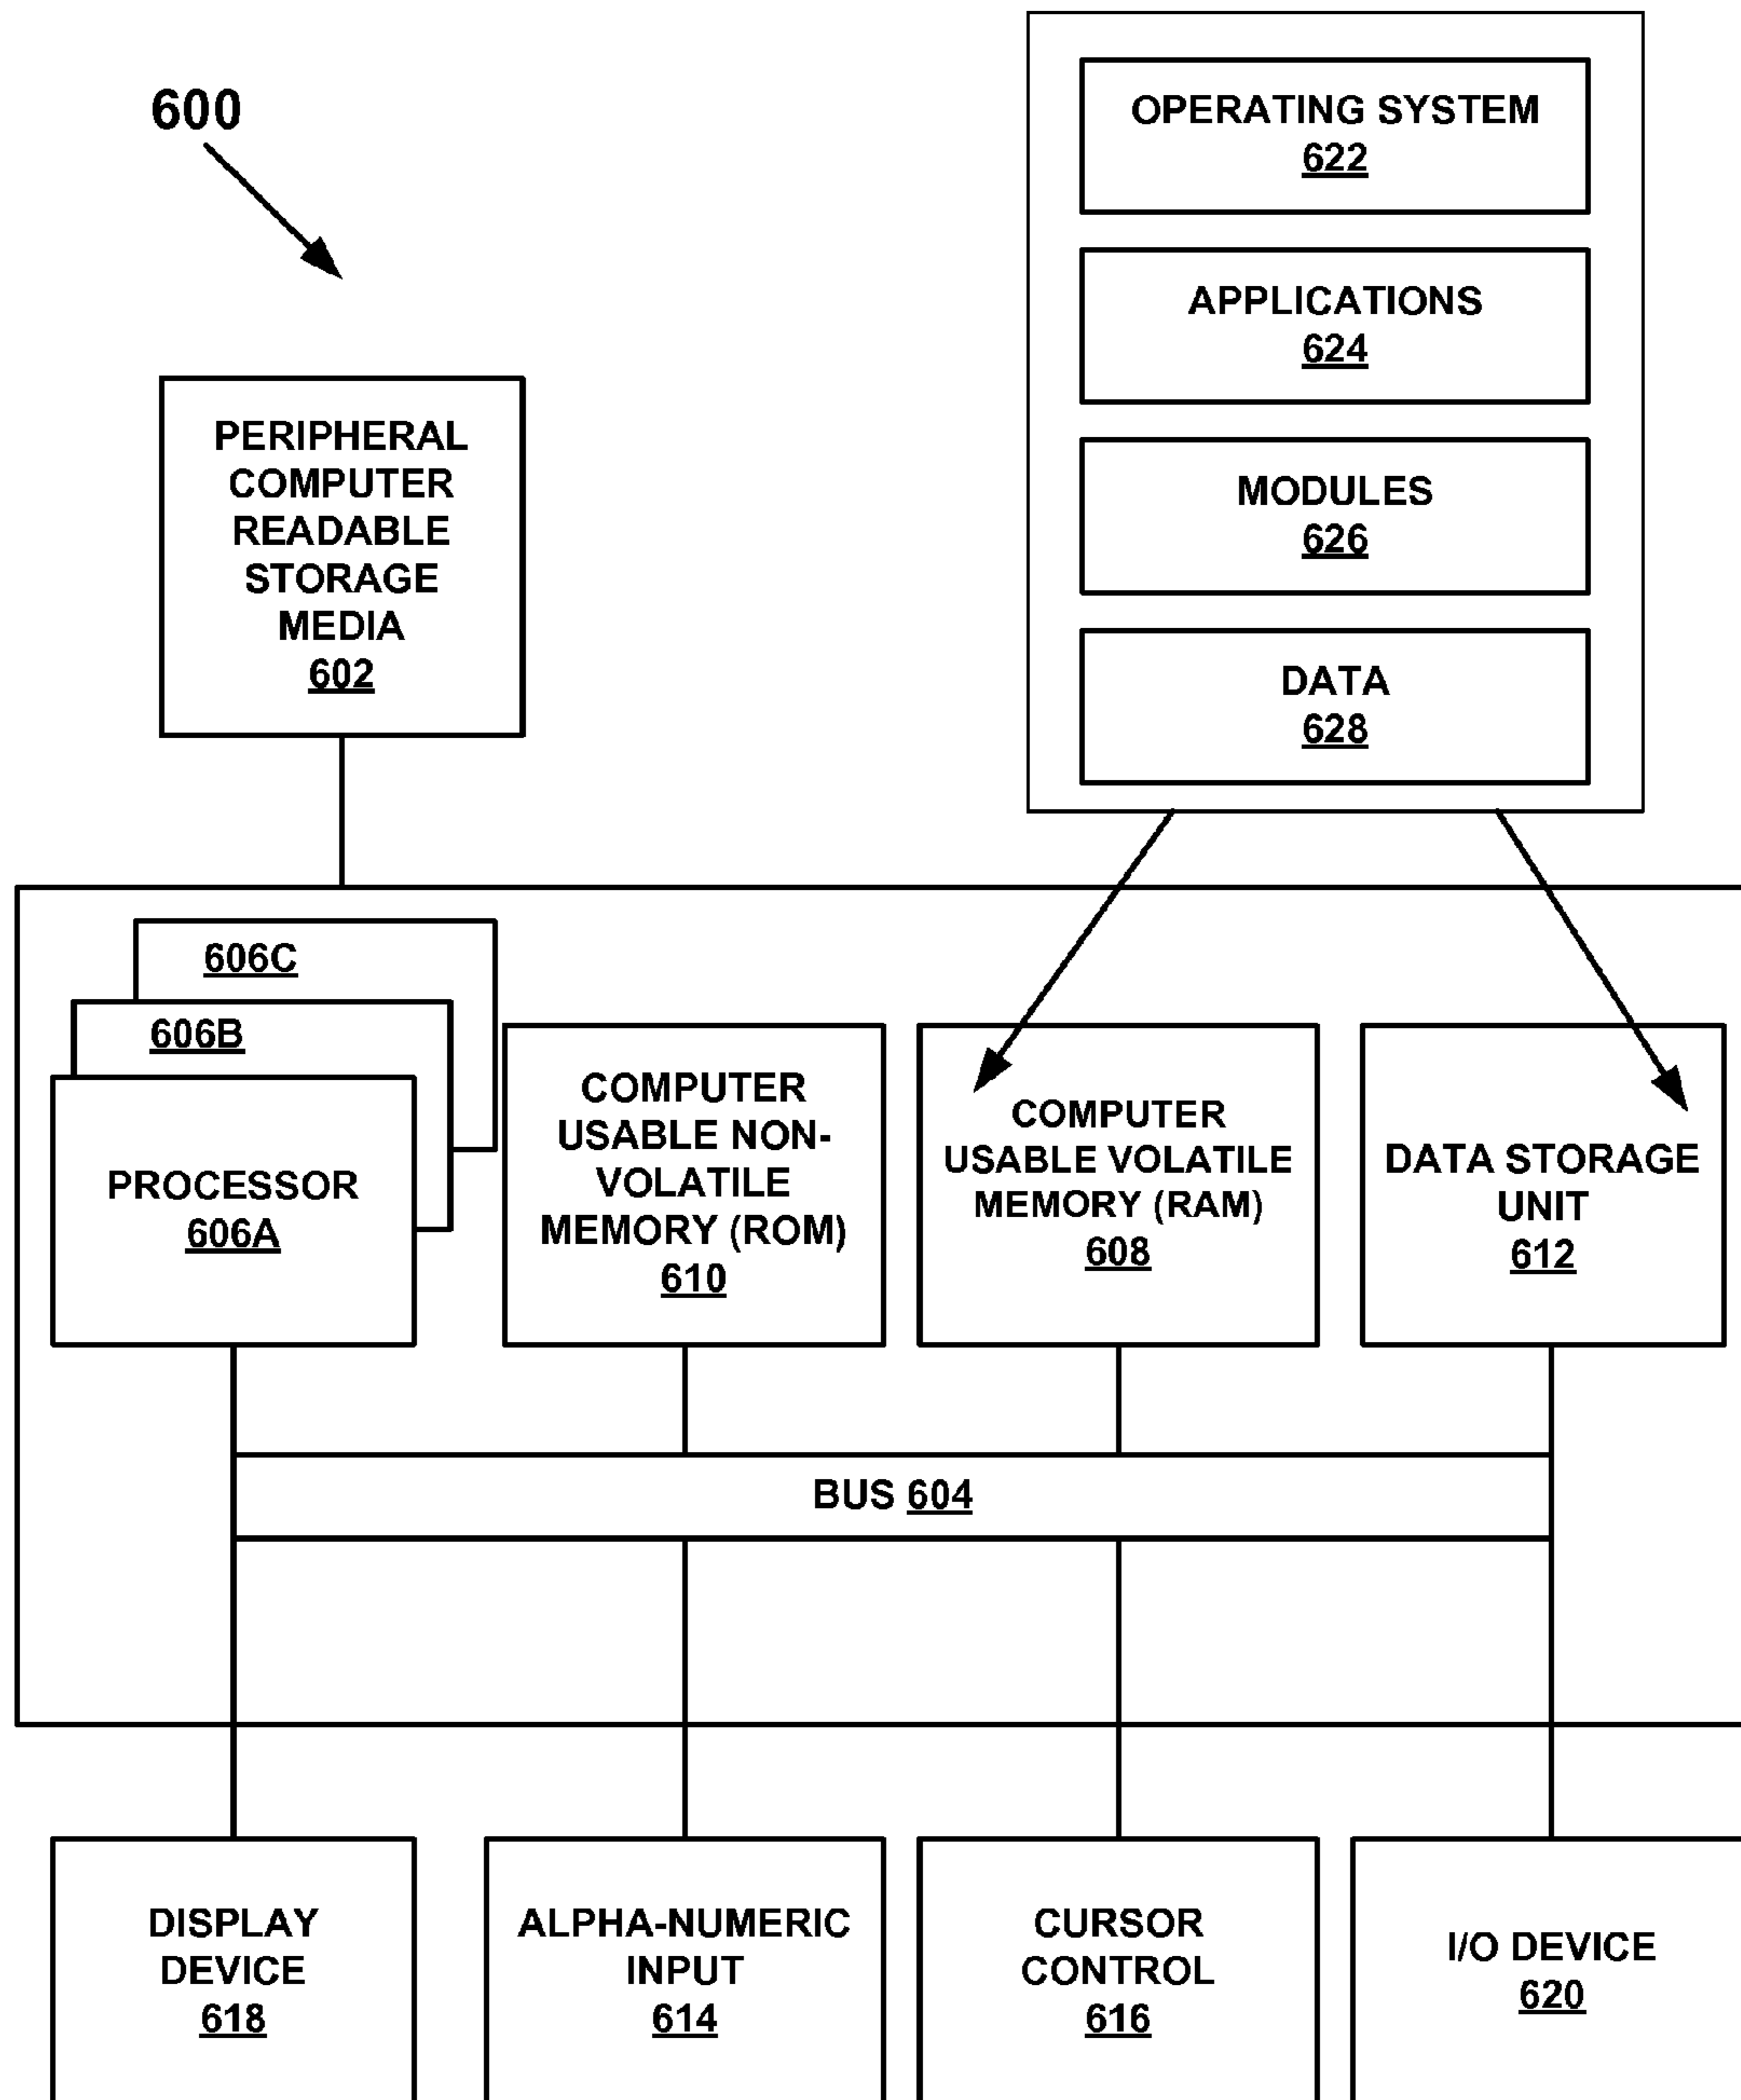 600
OPERATING SYSTEM
622
APPLICATIONS
624
MODULES
626
DATA
628
PERIPHERAL
COMPUTER
READABLE
STORAGE
MEDIA
602
606C
606B
PROCESSOR
606A
COMPUTER
USABLE NON-
VOLATILE
MEMORY (ROM)
610
COMPUTER
USABLE VOLATILE
MEMORY (RAM)
608
DATA STORAGE
UNIT
612
BUS 604
DISPLAY
DEVICE
618
ALPHA-NUMERIC
INPUT
614
CURSOR
CONTROL
616
I/O DEVICE
620